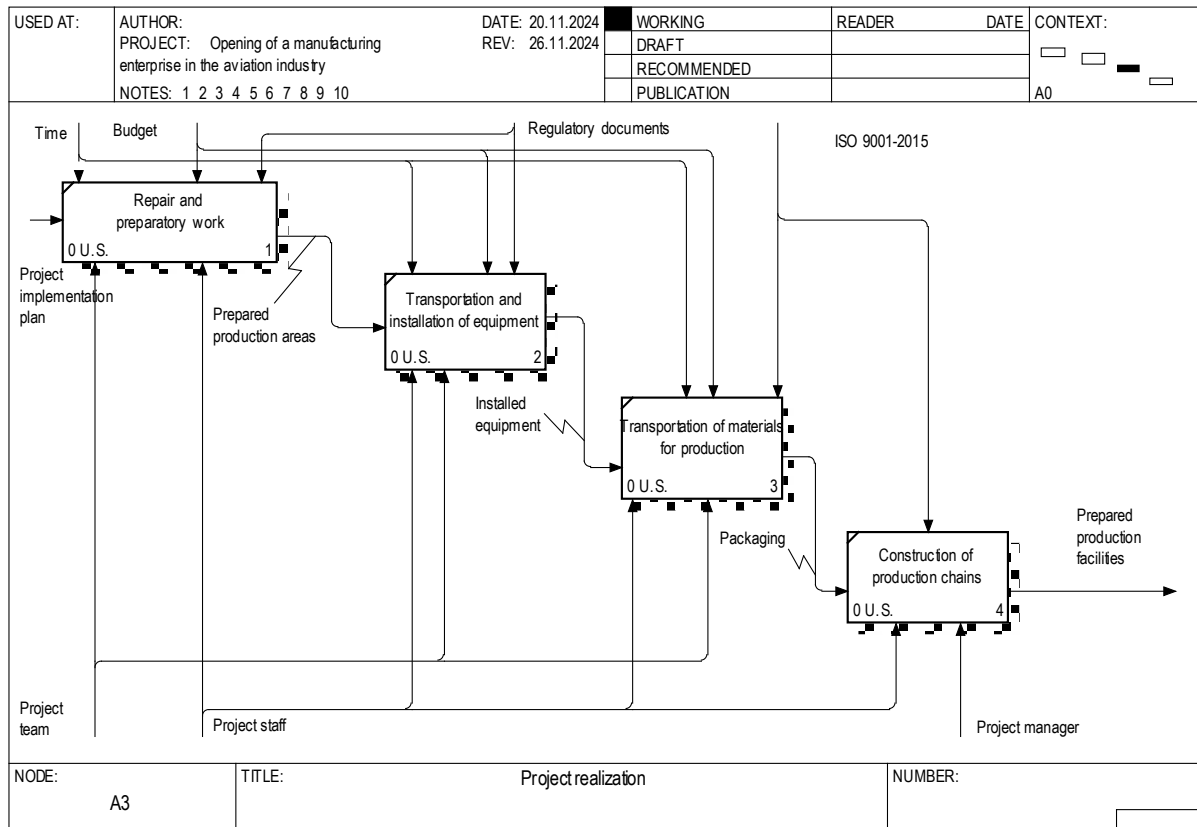 USED AT:
AUTHOR:
DATE: 20.11.2024
PROJECT: Opening of a manufacturing
enterprise in the aviation industry
REV: 26.11.2024
NOTES: 1 2 3 4 5 6 7 8 9 10
WORKING
DRAFT
RECOMMENDED
PUBLICATION
READER DATE
CONTEXT:
A0
Time
Budget
Regulatory documents
ISO 9001-2015
Repair and
preparatory work
0 U.S. 1
Project
implementation
plan
Prepared
production areas
Transportation and
installation of equipment
0 U.S. 2
Installed
equipment
Transportation of materials
for production
0 U.S. 3
Packaging
Construction of
production chains
0 U.S. 4
Prepared
production
facilities
Project
team
Project staff
Project manager
NODE:
A3
TITLE:
Project realization
NUMBER: